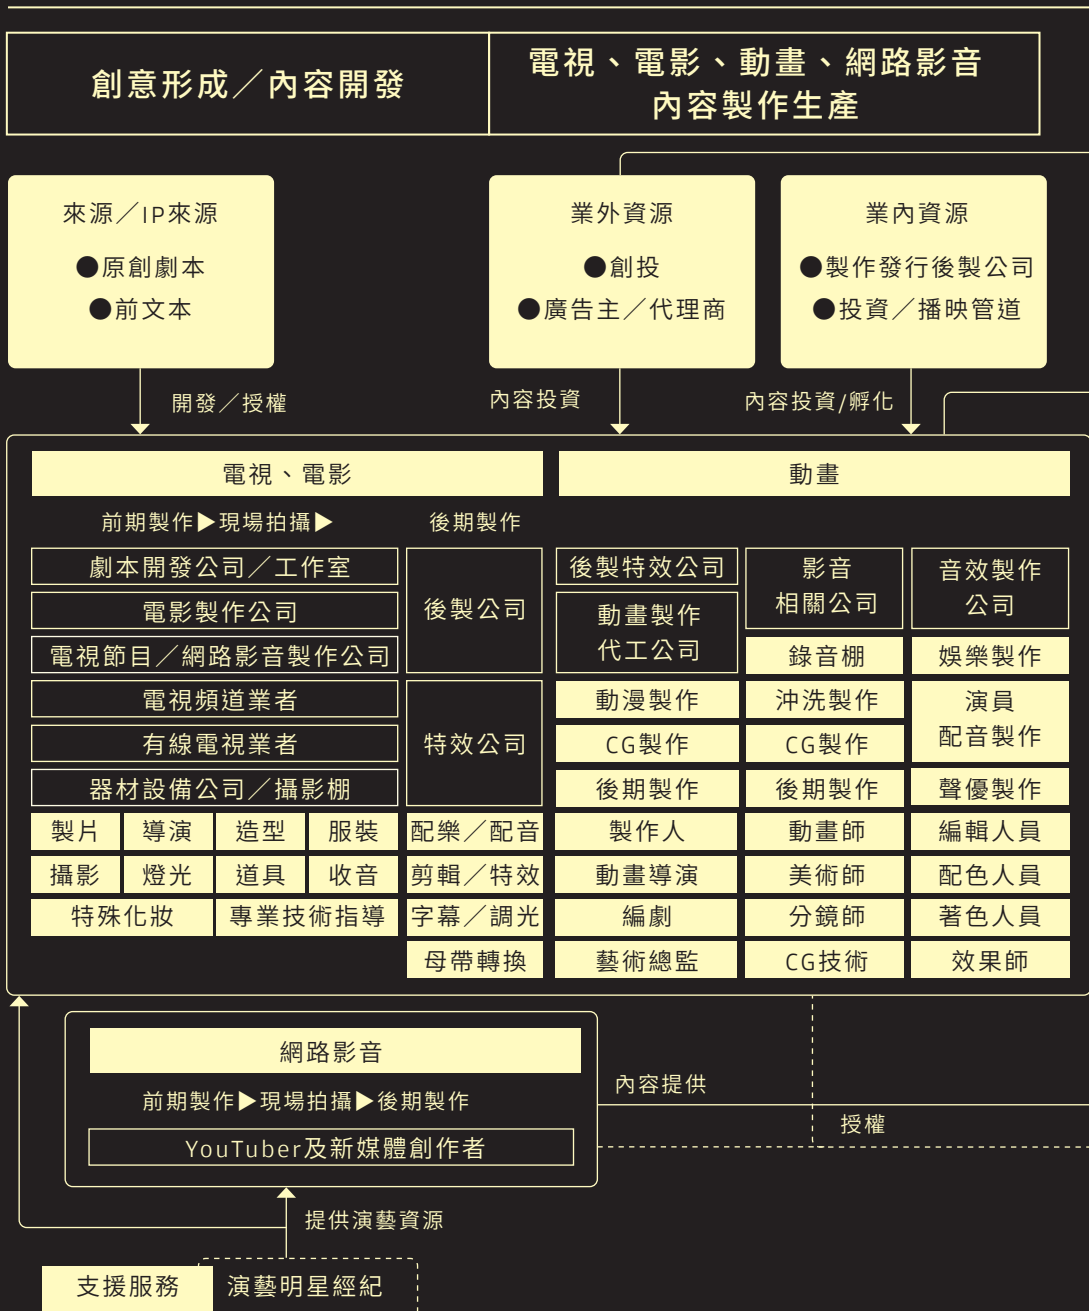 創意形成／內容開發
電視、電影、動畫、網路影音
內容製作生產
來源／IP來源
●原創劇本
●前文本
業外資源
●創投
●廣告主／代理商
業內資源
●製作發行後製公司
●投資／播映管道
開發／授權
內容投資
內容投資/孵化
電視、電影
前期製作▶現場拍攝▶
後期製作
劇本開發公司／工作室
電影製作公司
電視節目／網路影音製作公司
電視頻道業者
有線電視業者
器材設備公司／攝影棚
後製公司
特效公司
製片
導演
造型
服裝
配樂／配音
攝影
燈光
道具
收音
剪輯／特效
特殊化妝
專業技術指導
字幕／調光
母帶轉換
動畫
後製特效公司
動畫製作
代工公司
動漫製作
CG製作
後期製作
製作人
動畫導演
編劇
藝術總監
影音
相關公司
錄音棚
沖洗製作
CG製作
後期製作
動畫師
美術師
分鏡師
CG技術
音效製作
公司
娛樂製作
演員
配音製作
聲優製作
編輯人員
配色人員
著色人員
效果師
網路影音
前期製作▶現場拍攝▶後期製作
YouTuber及新媒體創作者
內容提供
授權
提供演藝資源
支援服務
演藝明星經紀